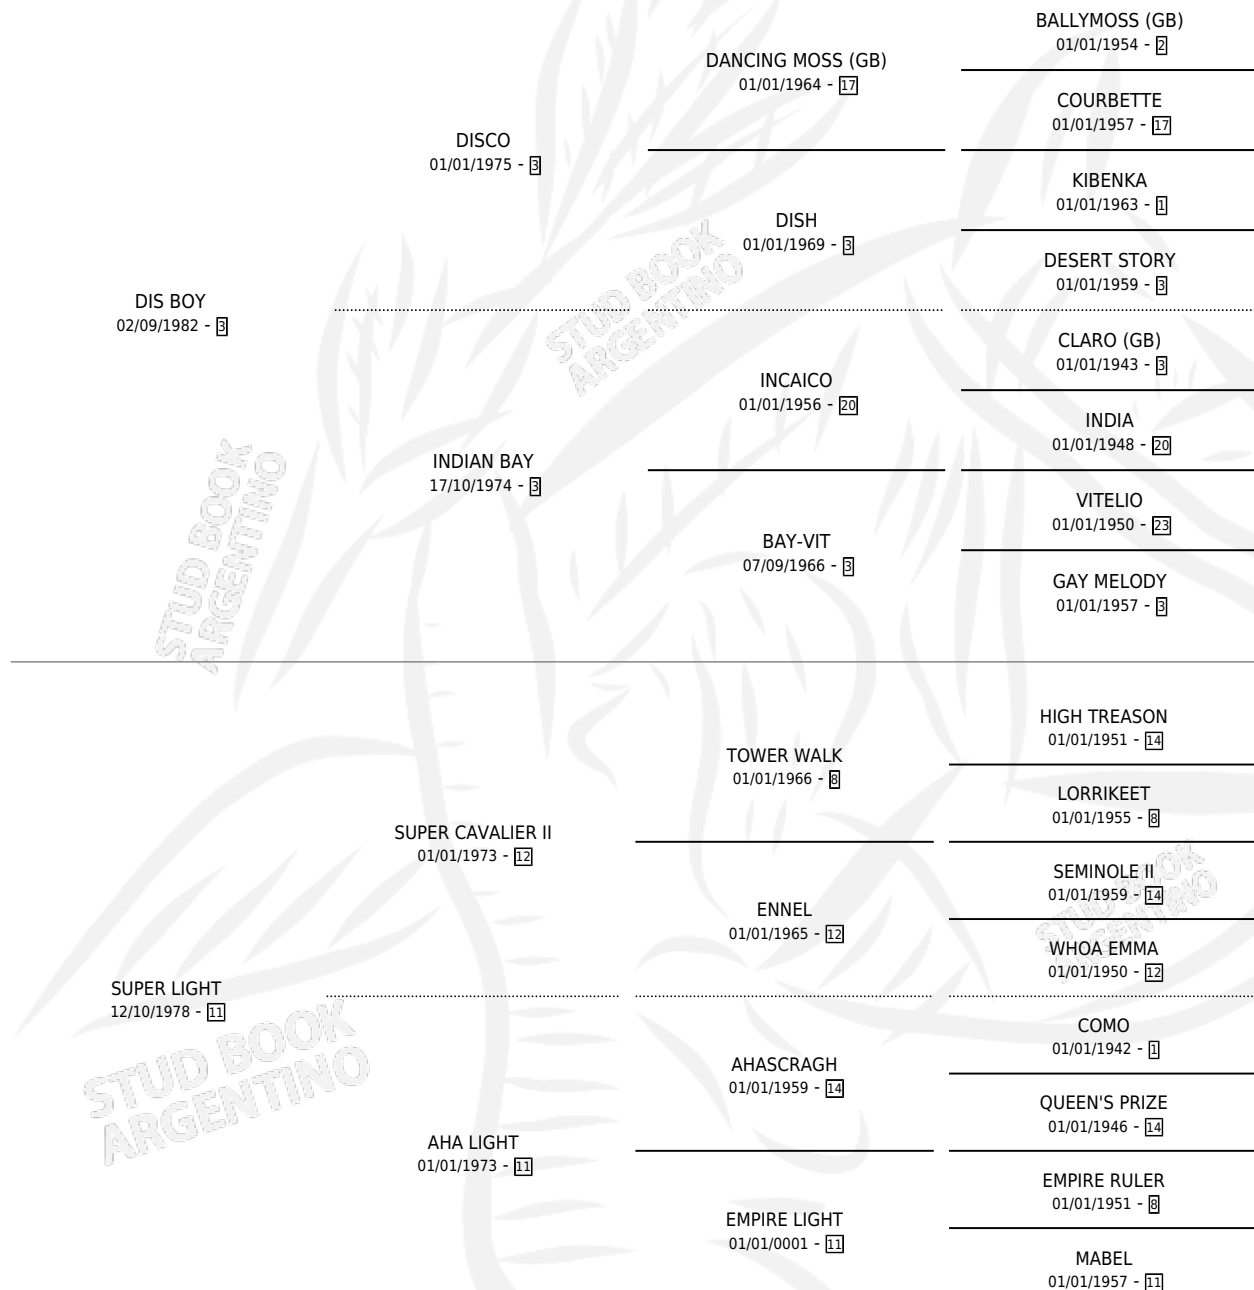 BALLYMOSS (GB)
01/01/1954 - 2
DANCING MOSS (GB)
01/01/1964 - 17
COURBETTE
01/01/1957 - 17
DISCO
01/01/1975 - 3
KIBENKA
01/01/1963 - 1
DISH
01/01/1969 - 3
DESERT STORY
01/01/1959 - 3
DIS BOY
02/09/1982 - 3
CLARO (GB)
01/01/1943 - 3
INCAICO
01/01/1956 - 20
INDIA
01/01/1948 - 20
INDIAN BAY
17/10/1974 - 3
VITELIO
01/01/1950 - 23
BAY-VIT
07/09/1966 - 3
GAY MELODY
01/01/1957 - 3
STUD BOOK
ARGENTINO
STUD BOOK
ARGENTINO
HIGH TREASON
01/01/1951 - 14
TOWER WALK
01/01/1966 - 8
LORRIKEET
01/01/1955 - 8
SUPER CAVALIER II
01/01/1973 - 12
SEMINOLE II
01/01/1959 - 14
ENNEL
01/01/1965 - 12
WHOA EMMA
01/01/1950 - 12
STUD BOOK
ARGENTINO
SUPER LIGHT
12/10/1978 - 11
COMO
01/01/1942 - 1
AHASCRAGH
01/01/1959 - 14
QUEEN'S PRIZE
01/01/1946 - 14
AHA LIGHT
01/01/1973 - 11
EMPIRE RULER
01/01/1951 - 8
EMPIRE LIGHT
01/01/0001 - 11
MABEL
01/01/1957 - 11
STUD BOOK
ARGENTINO